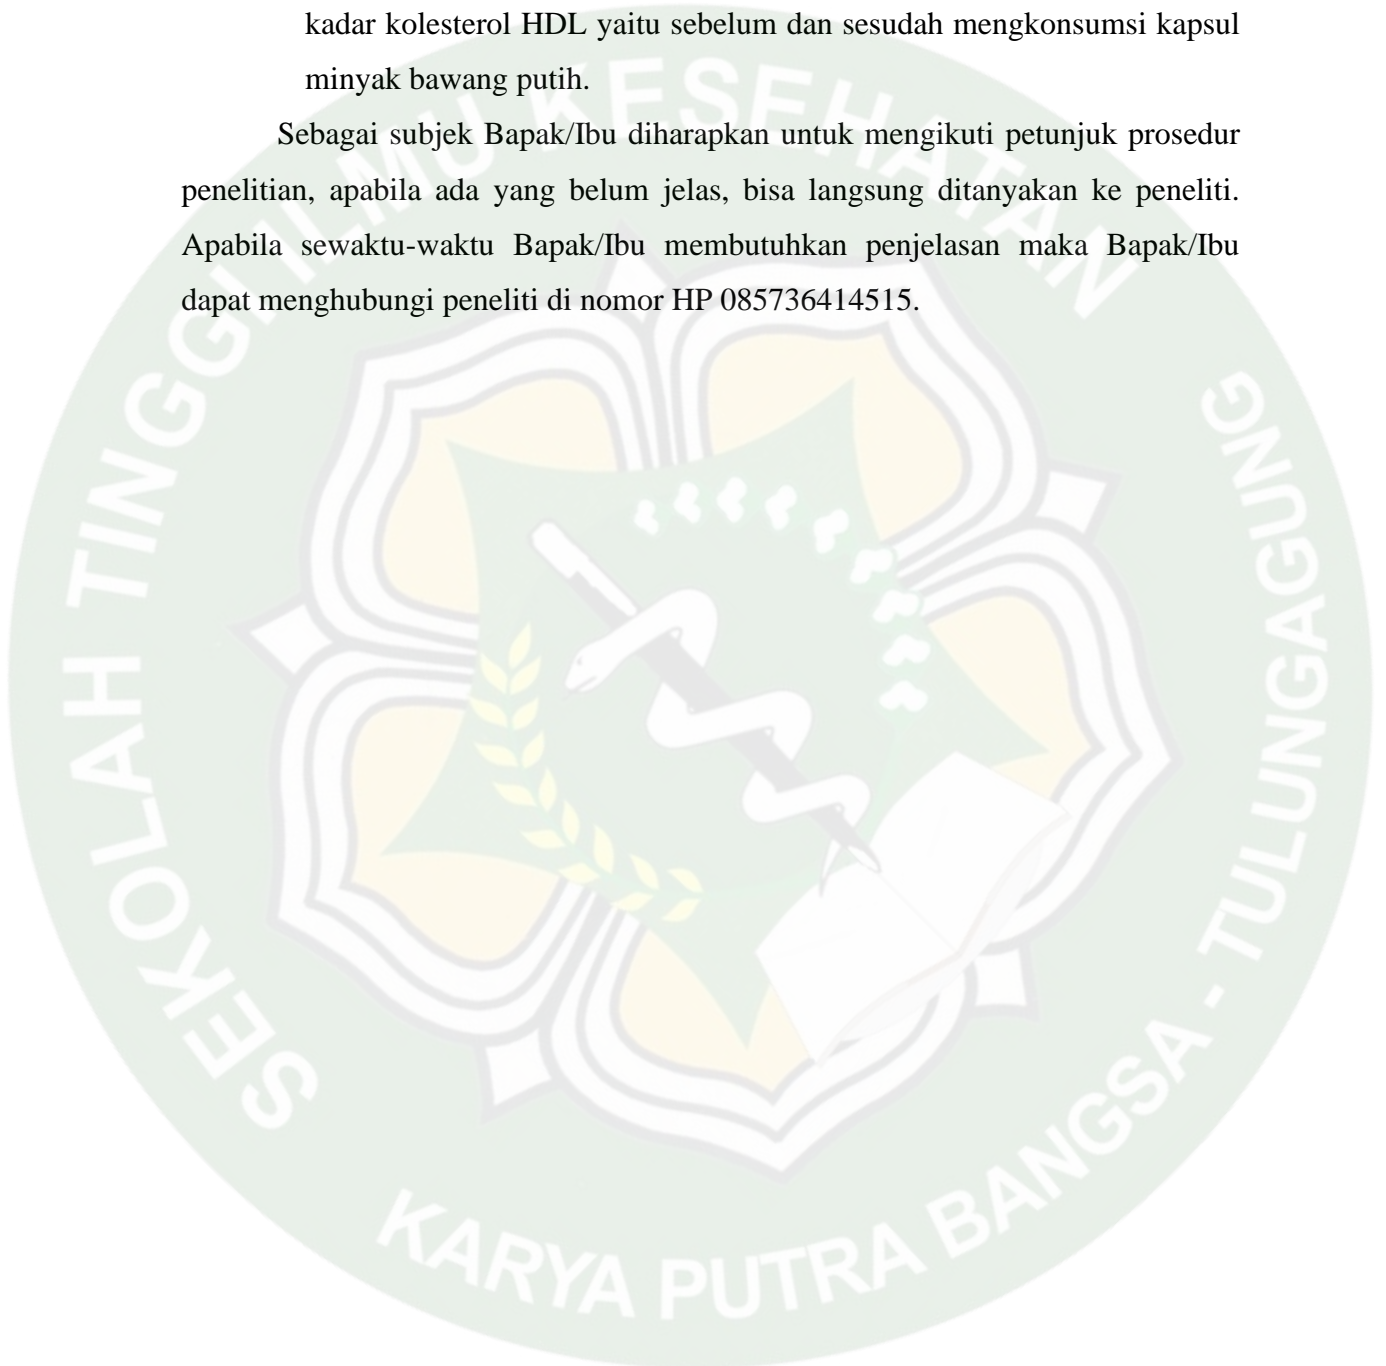 kadar kolesterol HDL yaitu sebelum dan sesudah mengkonsumsi kapsul
minyak bawang putih.
Sebagai subjek Bapak/Ibu diharapkan untuk mengikuti petunjuk prosedur
penelitian, apabila ada yang belum jelas, bisa langsung ditanyakan ke peneliti.
Apabila sewaktu-waktu Bapak/Ibu membutuhkan penjelasan maka Bapak/Ibu
dapat menghubungi peneliti di nomor HP 085736414515.
SEKOLAH TINGGI ILMU KESEHATAN
KARYA PUTRA BANGSA - TULUNGAGUNG